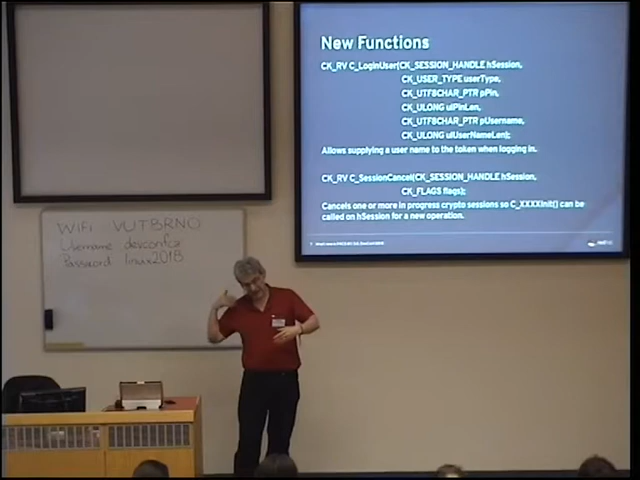 New Functions
CK_RV C_LoginUser(CK_SESSION_HANDLE hSession,
CK_USER_TYPE userType,
CK_UTF8CHAR_PTR pPin,
CK_ULONG ulPinLen,
CK_UTF8CHAR_PTR pUsername,
CK_ULONG ulUserNameLen);
Allows supplying a user name to the token when logging in.
CK_RV C_SessionCancel(CK_SESSION_HANDLE hSession,
CK_FLAGS flags);
Cancels one or more in progress crypto sessions so C_XXXXInit() can be
called on hSession for a new operation.
WiFi VUTBRNO
Username devconfcz
Password linux2018